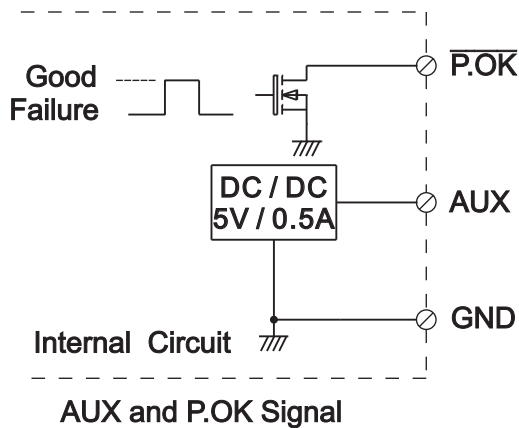 P.OK
Good
Failure
DC / DC
5V / 0.5A
AUX
GND
Internal Circuit
AUX and P.OK Signal